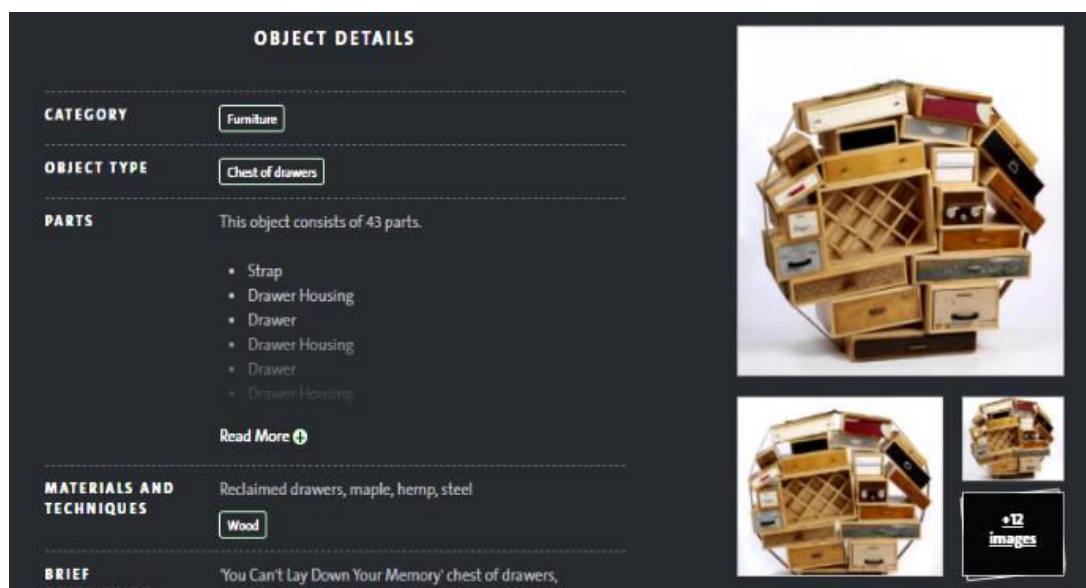 OBJECT DETAILS
CATEGORY
Furniture
OBJECT TYPE
Chest of drawers
PARTS
This object consists of 43 parts.
• Strap
• Drawer Housing
• Drawer
• Drawer Housing
• Drawer
• Drawer Housing
Read More
MATERIALS AND
TECHNIQUES
Reclaimed drawers, maple, hemp, steel
Wood
BRIEF
'You Can't Lay Down Your Memory' chest of drawers,
+12
images